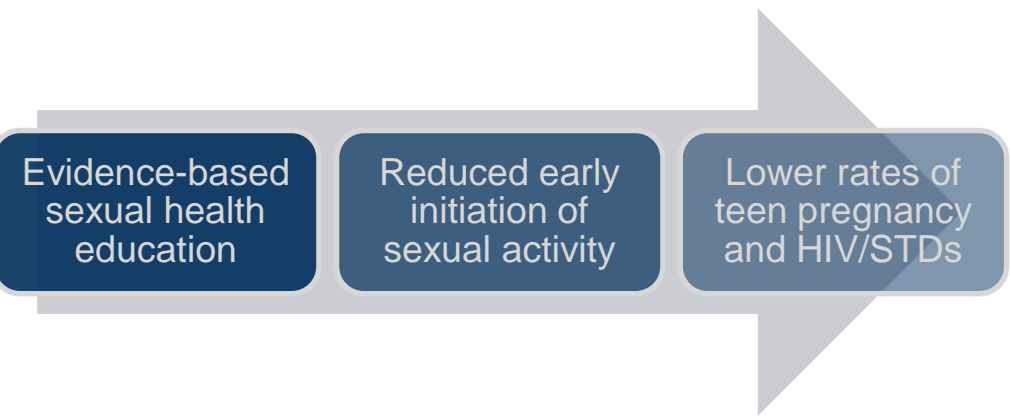 Evidence-based
sexual health
education
Reduced early
initiation of
sexual activity
Lower rates of
teen pregnancy
and HIV/STDs